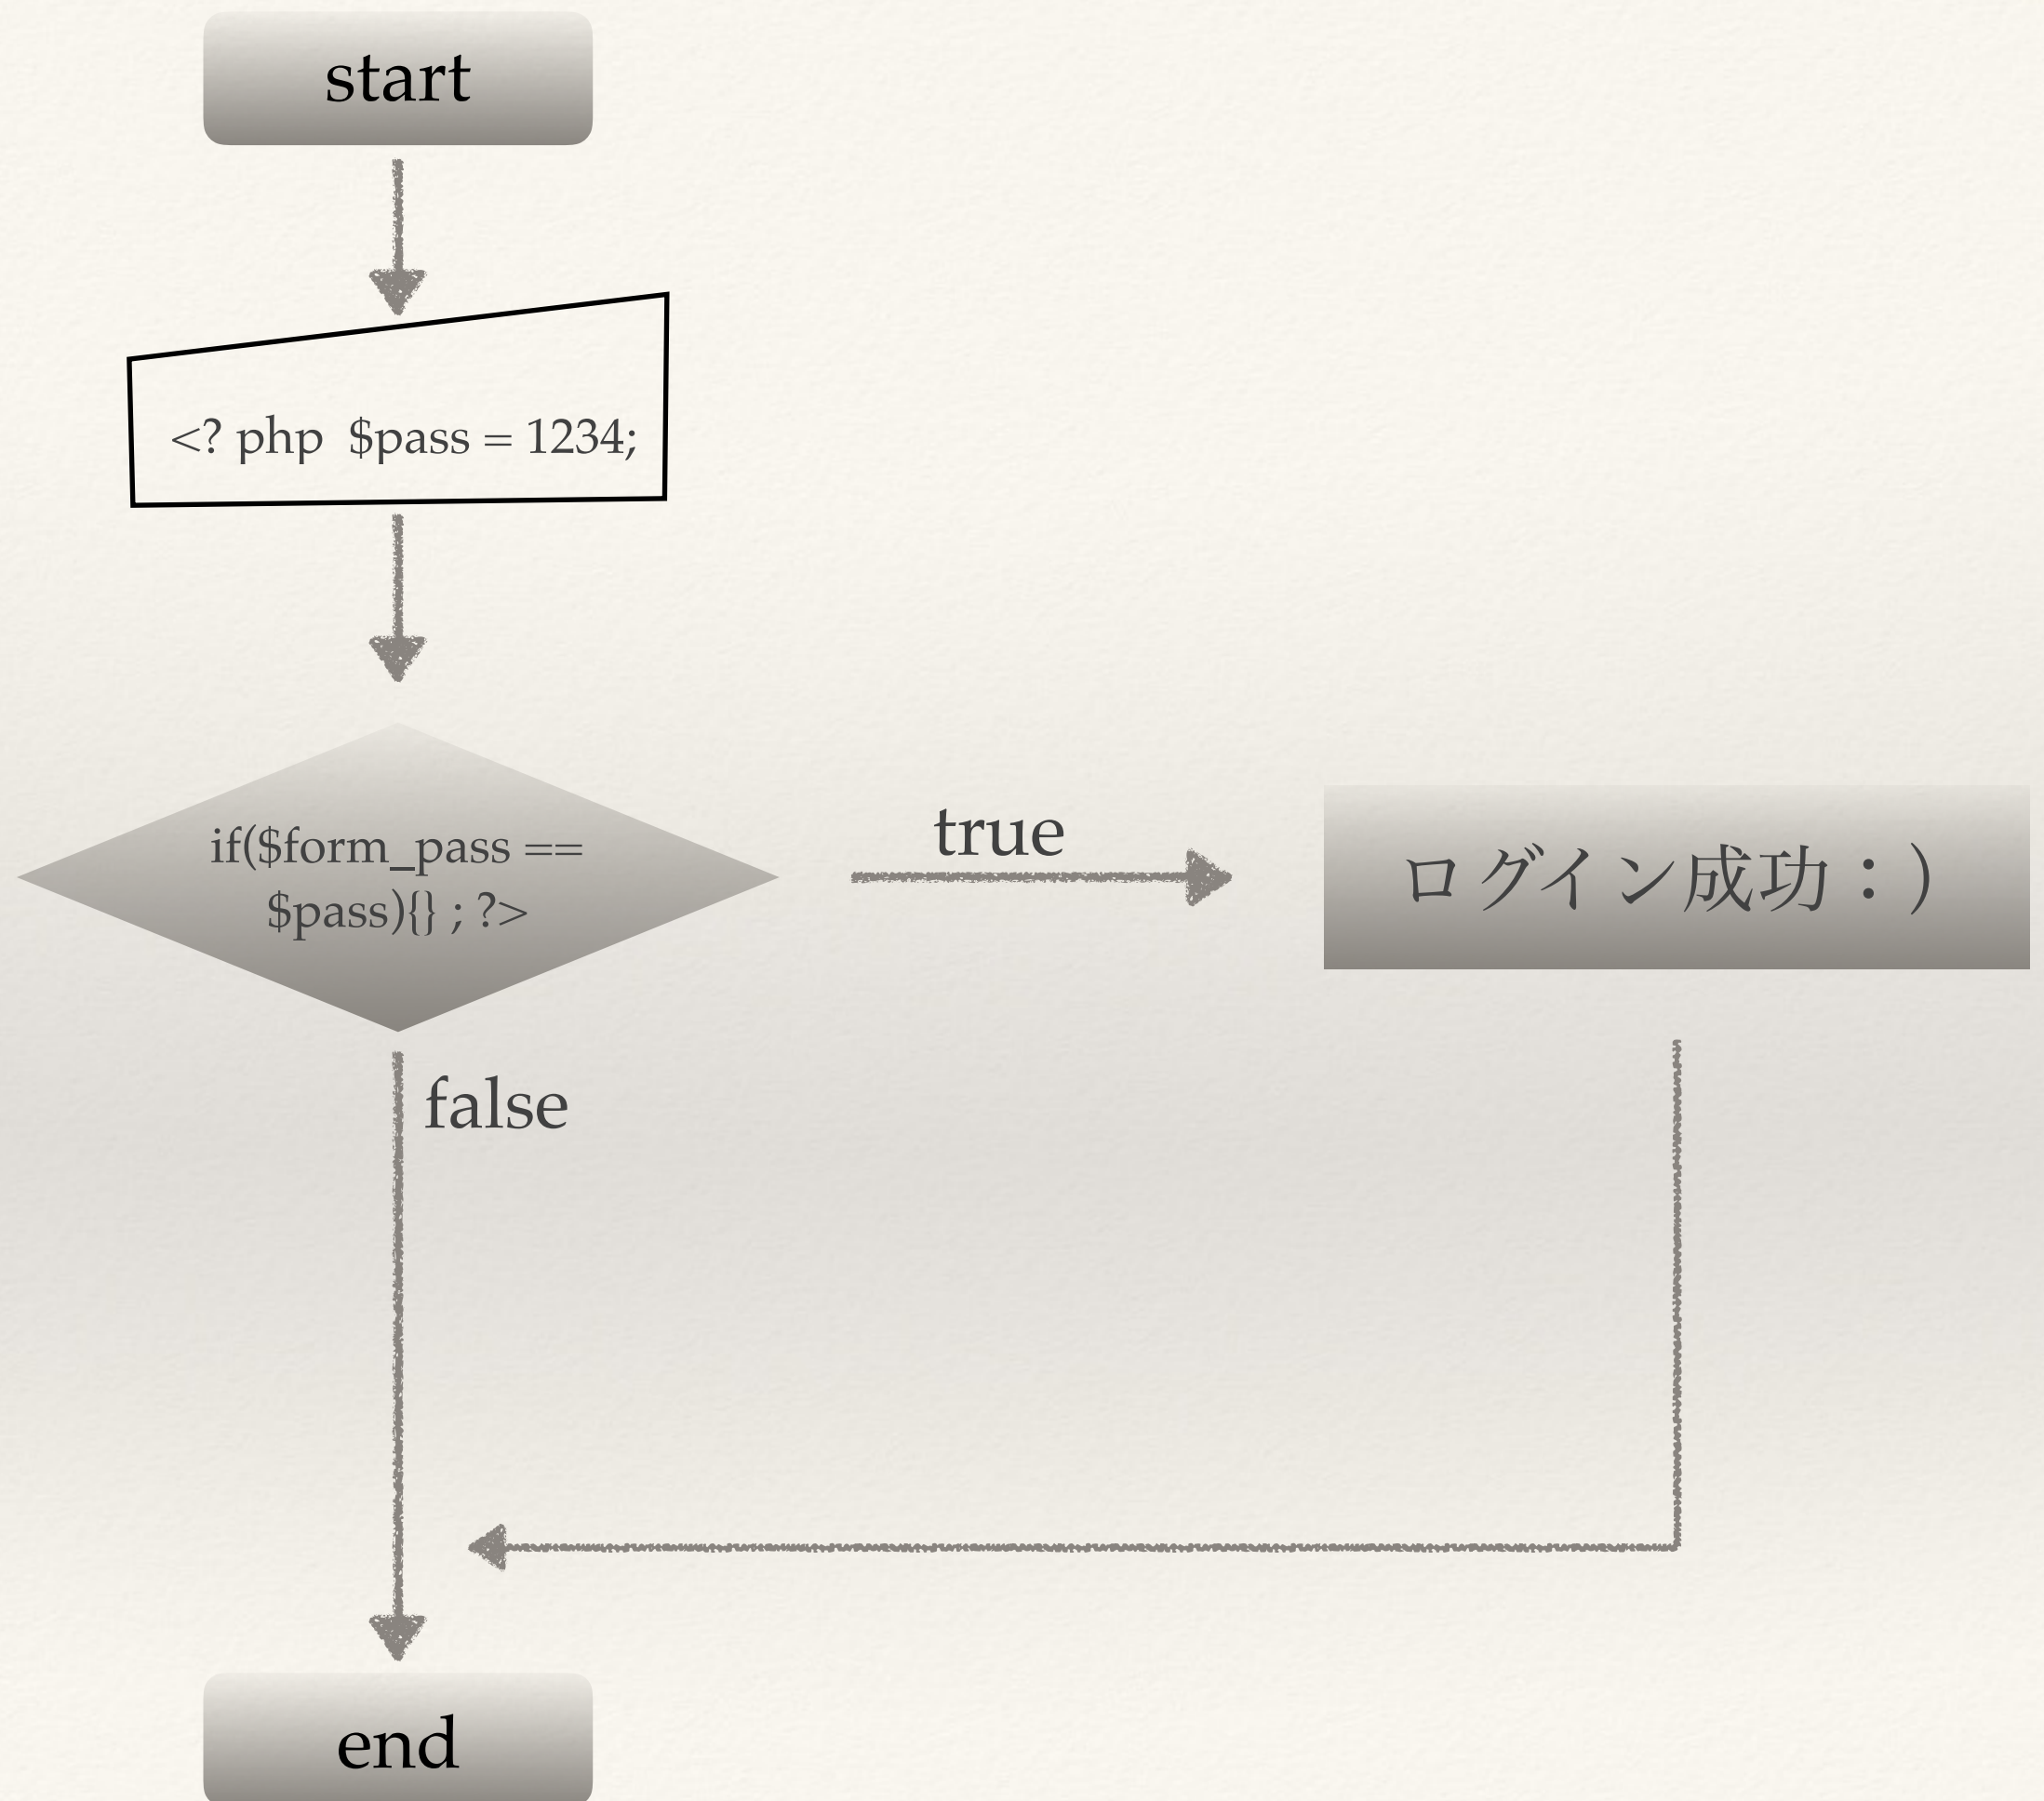 start
<? php  $pass = 1234;
if($form_pass ==
$pass){} ; ?>
true
ログイン成功：）
false
end